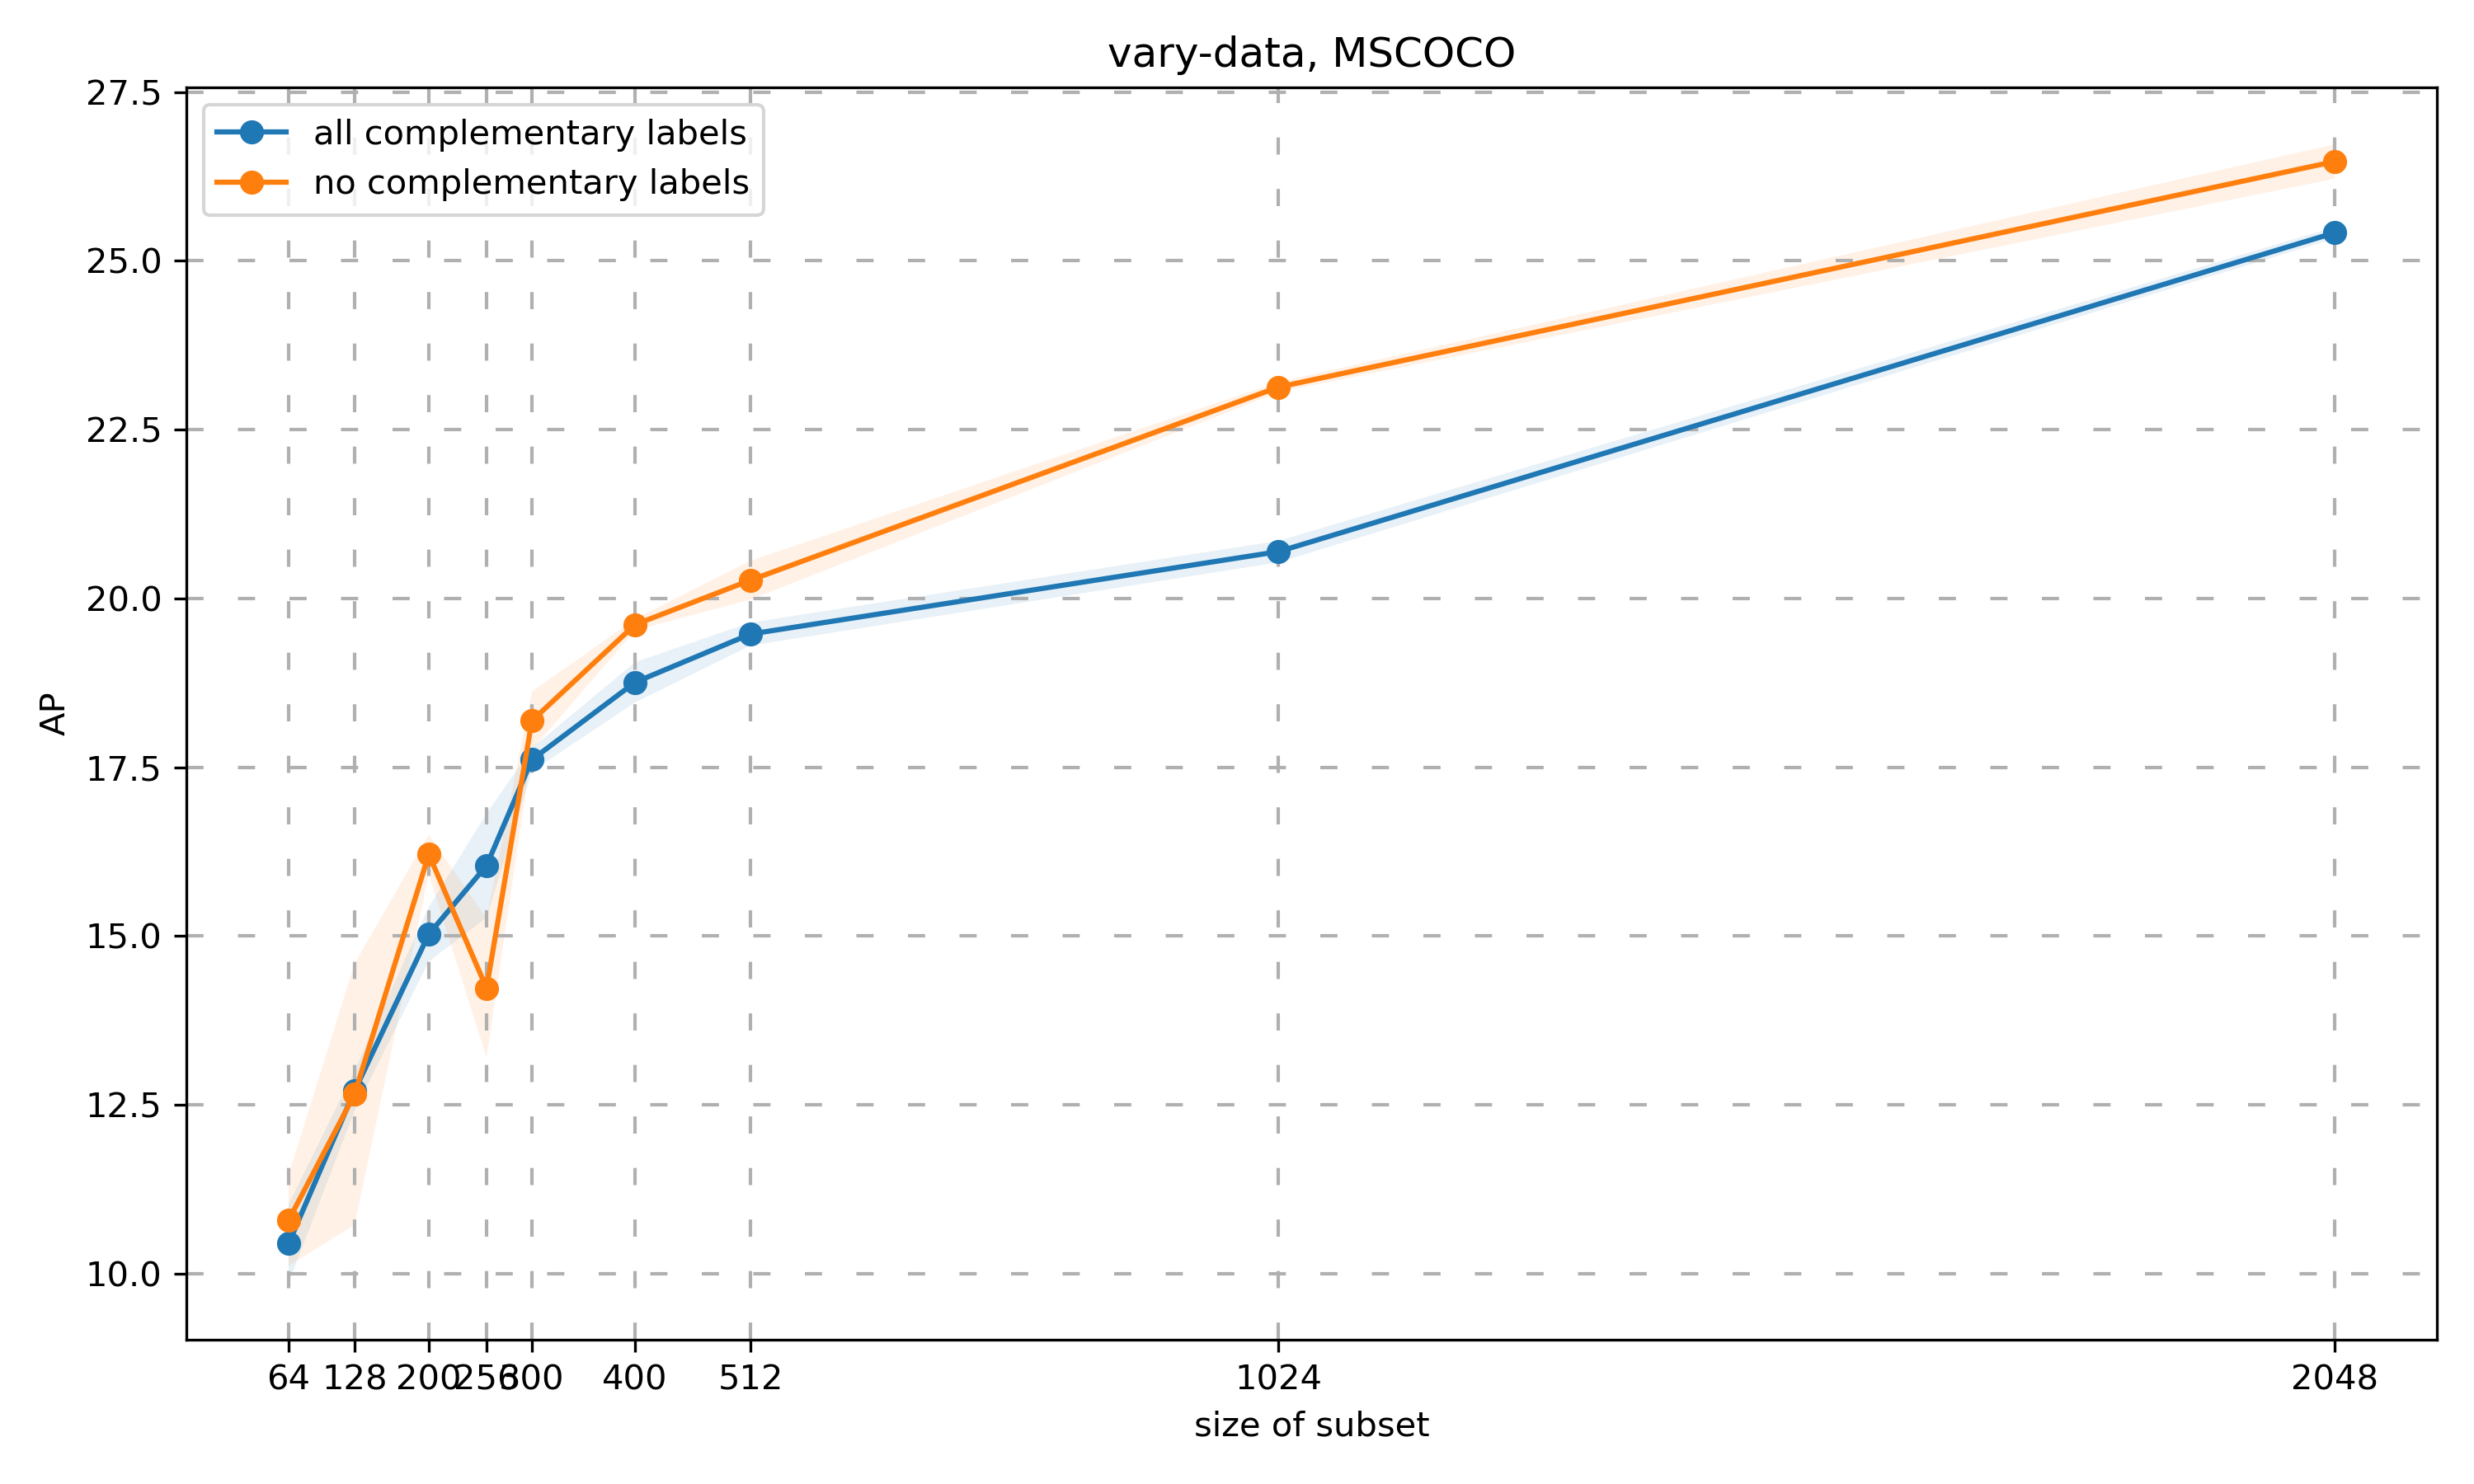 vary-data, MSCOCO
27.5
all complementary labels
no complementary labels
25.0
22.5
20.0
AP
17.5
15.0
12.5
10.0
64 128 200 256 300 400 512 1024 2048
size of subset